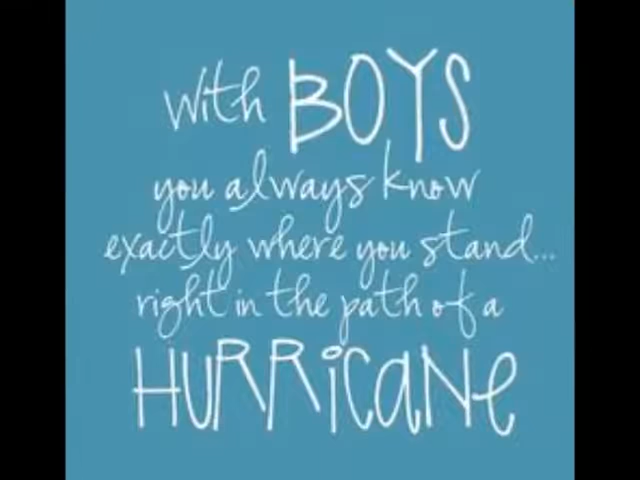 with BOYS
you always know
exactly where you stand...
right in the path of a
HURRiCANe